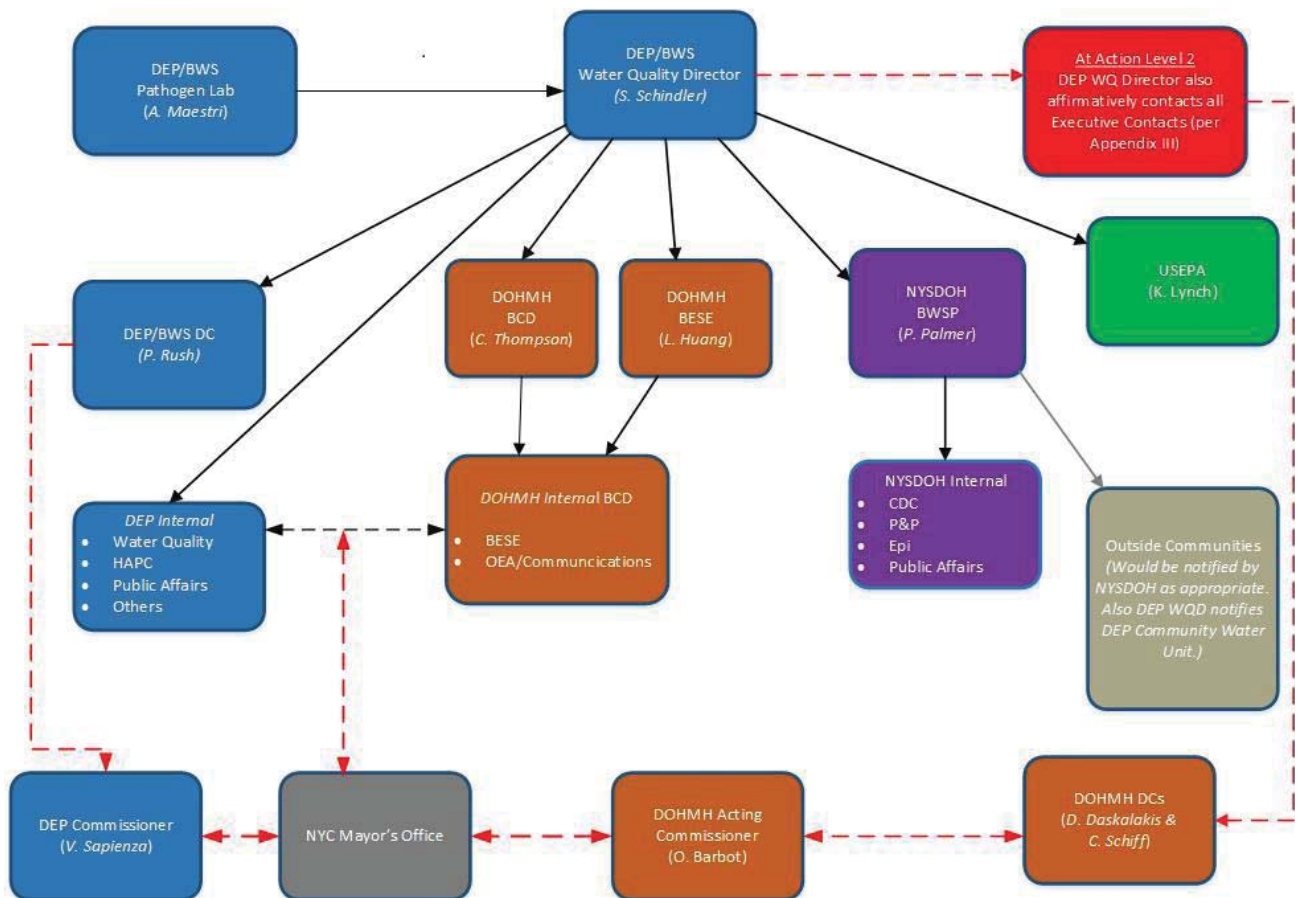 DEP/BWS
Pathogen Lab
(A. Maestri)
DEP/BWS
Water Quality Director
(S. Schindler)
At Action Level 2
DEP WQ Director also
affirmatively contacts all
Executive Contacts (per
Appendix III)
DEP/BWS DC
(P. Rush)
DOHMH
BCD
(C. Thompson)
DOHMH
BESE
(L. Huang)
NYSDOH
BWSP
(P. Palmer)
USEPA
(K. Lynch)
DEP Internal
• Water Quality
• HAPC
• Public Affairs
• Others
DOHMH Internal BCD
• BESE
• OEA/Communcications
NYSDOH Internal
• CDC
• P&P
• Epi
• Public Affairs
Outside Communities
(Would be notified by
NYSDOH as appropriate.
Also DEP WQD notifies
DEP Community Water
Unit.)
DEP Commissioner
(V. Sapienza)
NYC Mayor's Office
DOHMH Acting
Commissioner
(O. Barbot)
DOHMH DCs
(D. Daskalakis &
C. Schiff)